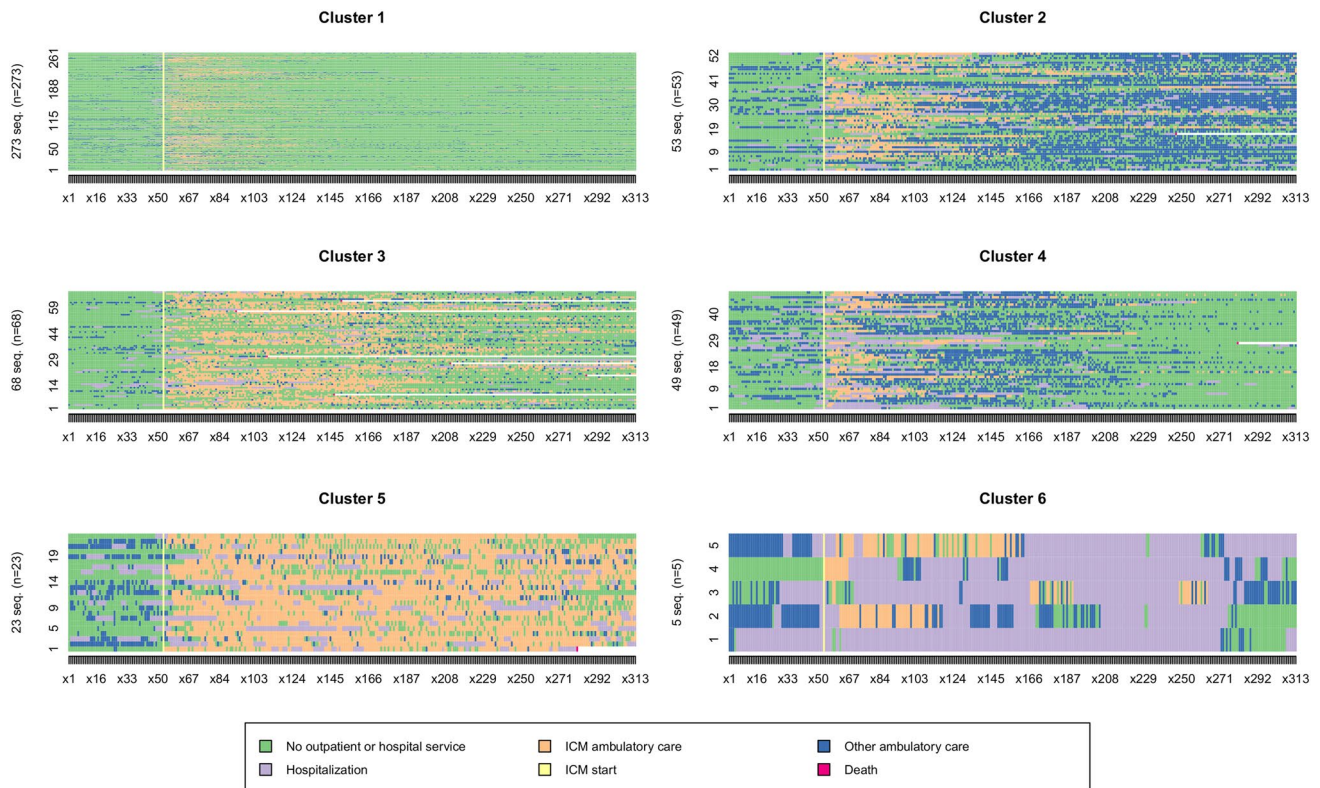 Cluster 1
273 seq. (n=273)
1 50 115 188 261
x1 x16 x33 x50 x67 x84 x103 x124 x145 x166 x187 x208 x229 x250 x271 x292 x313
Cluster 2
53 seq. (n=53)
1 9 19 30 41 52
x1 x16 x33 x50 x67 x84 x103 x124 x145 x166 x187 x208 x229 x250 x271 x292 x313
Cluster 3
68 seq. (n=68)
1 14 29 44 59
x1 x16 x33 x50 x67 x84 x103 x124 x145 x166 x187 x208 x229 x250 x271 x292 x313
Cluster 4
49 seq. (n=49)
1 9 18 29 40
x1 x16 x33 x50 x67 x84 x103 x124 x145 x166 x187 x208 x229 x250 x271 x292 x313
Cluster 5
23 seq. (n=23)
1 5 9 14 19
x1 x16 x33 x50 x67 x84 x103 x124 x145 x166 x187 x208 x229 x250 x271 x292 x313
Cluster 6
5 seq. (n=5)
1 2 3 4 5
x1 x16 x33 x50 x67 x84 x103 x124 x145 x166 x187 x208 x229 x250 x271 x292 x313
No outpatient or hospital service
ICM ambulatory care
Other ambulatory care
Hospitalization
ICM start
Death